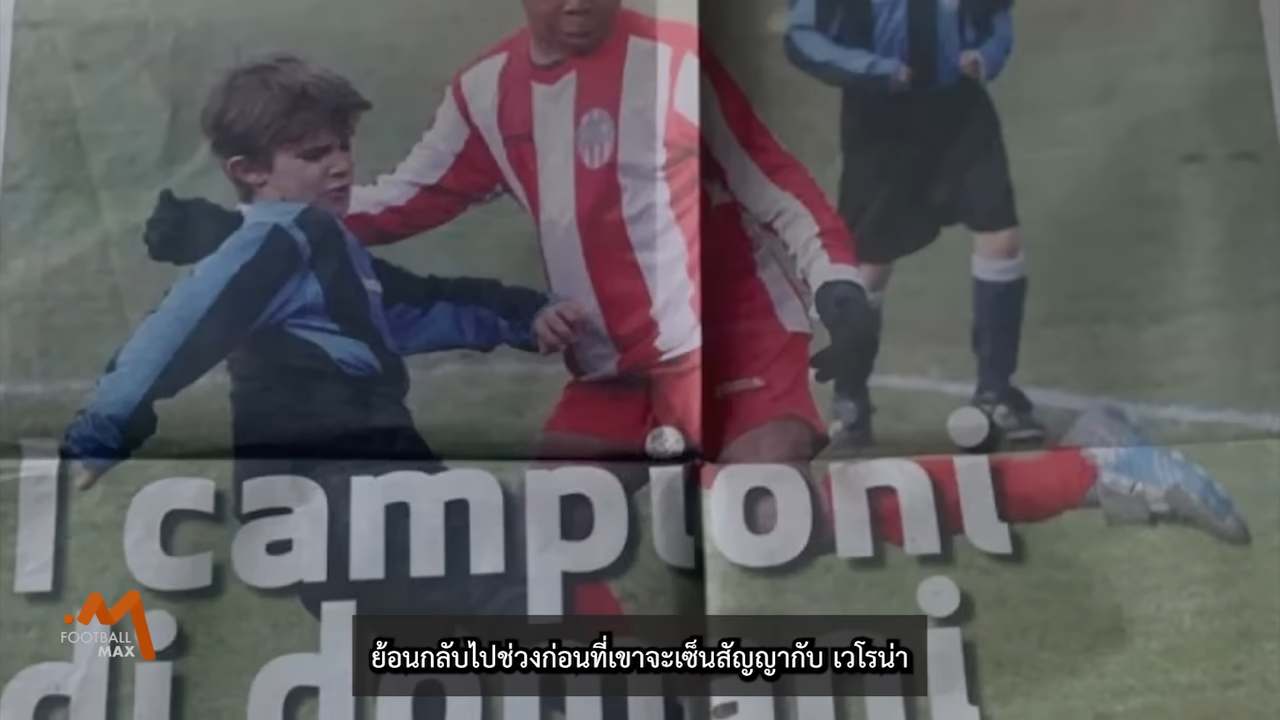 I campioni
di domani
FOOTBALL
MAX
ย้อนกลับไปช่วงก่อนที่เขาจะเซ็นสัญญากับ เวโรน่า